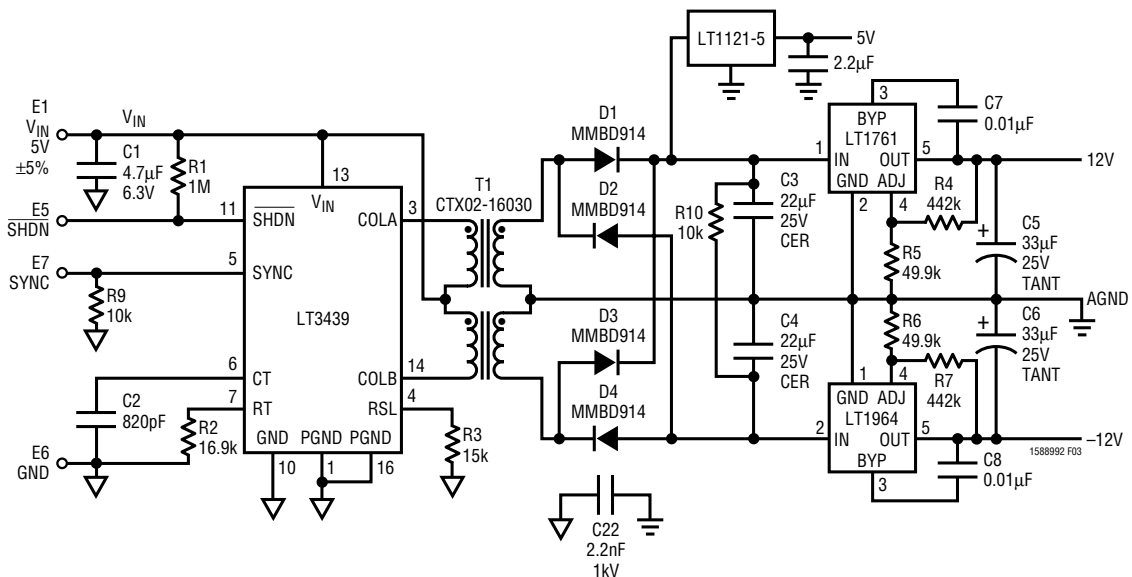 LT1121-5
5V
2.2µF
E1
VIN
5V
±5%
VIN
C1
4.7µF
6.3V
R1
1M
13
VIN
E5
SHDN
11
SHDN
COLA
3
E7
SYNC
5
SYNC
R9
10k
LT3439
T1
CTX02-16030
6
CT
14
COLB
7
RT
4
RSL
C2
820pF
R2
16.9k
R3
15k
E6
GND
GND
PGND
PGND
10
1
16
D1
MMBD914
D2
MMBD914
D3
MMBD914
D4
MMBD914
R10
10k
C3
22µF
25V
CER
C4
22µF
25V
CER
3
BYP
LT1761
1
IN
OUT
5
GND
ADJ
2
4
C7
0.01µF
12V
R4
442k
R5
49.9k
C5
33µF
25V
TANT
+
AGND
R6
49.9k
R7
442k
C6
33µF
25V
TANT
+
1
4
GND
ADJ
LT1964
2
IN
OUT
5
BYP
3
C8
0.01µF
–12V
1588992 F03
C22
2.2nF
1kV